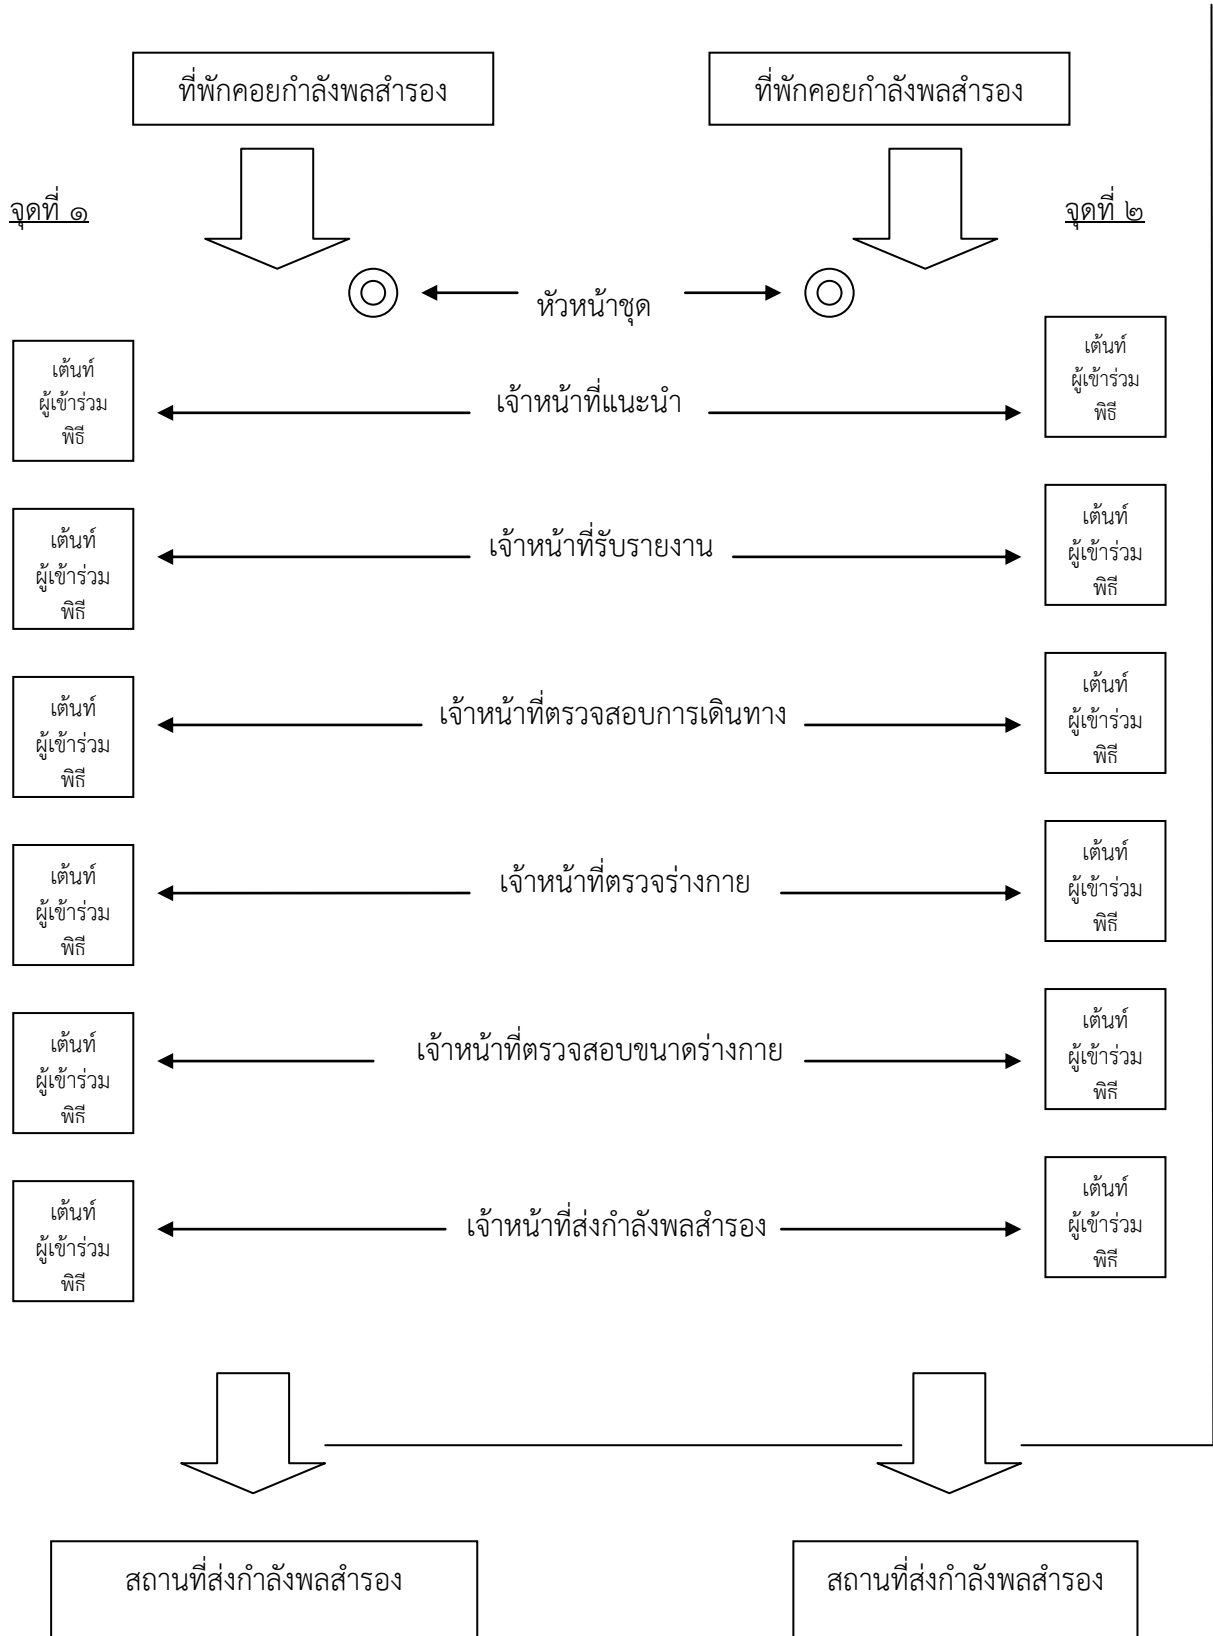 ที่พักคอยกำลังพลสำรอง
ที่พักคอยกำลังพลสำรอง
จุดที่ ๑
จุดที่ ๒
หัวหน้าชุด
เต้นท์
ผู้เข้าร่วม
พิธี
เจ้าหน้าที่แนะนำ
เต้นท์
ผู้เข้าร่วม
พิธี
เต้นท์
ผู้เข้าร่วม
พิธี
เจ้าหน้าที่รับรายงาน
เต้นท์
ผู้เข้าร่วม
พิธี
เต้นท์
ผู้เข้าร่วม
พิธี
เจ้าหน้าที่ตรวจสอบการเดินทาง
เต้นท์
ผู้เข้าร่วม
พิธี
เต้นท์
ผู้เข้าร่วม
พิธี
เจ้าหน้าที่ตรวจร่างกาย
เต้นท์
ผู้เข้าร่วม
พิธี
เต้นท์
ผู้เข้าร่วม
พิธี
เจ้าหน้าที่ตรวจสอบขนาดร่างกาย
เต้นท์
ผู้เข้าร่วม
พิธี
เต้นท์
ผู้เข้าร่วม
พิธี
เจ้าหน้าที่ส่งกำลังพลสำรอง
เต้นท์
ผู้เข้าร่วม
พิธี
สถานที่ส่งกำลังพลสำรอง
สถานที่ส่งกำลังพลสำรอง